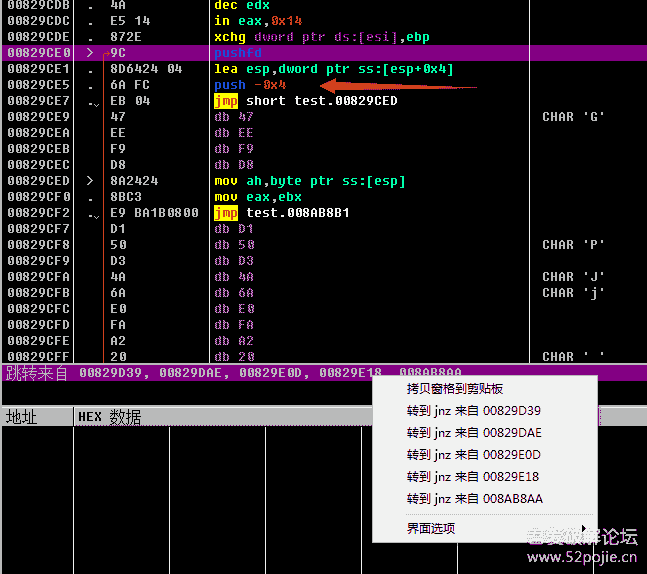 00829CDB . 4A dec edx
00829CDC . E5 14 in eax,0x14
00829CDE . 872E xchg dword ptr ds:[esi],ebp
00829CE0 > 9C pushfd
00829CE1 . 8D6424 04 lea esp,dword ptr ss:[esp+0x4]
00829CE5 . 6A FC push -0x4
00829CE7 . EB 04 jmp short test.00829CED
00829CE9 47 db 47 CHAR 'G'
00829CEA EE db EE
00829CEB F9 db F9
00829CEC D8 db D8
00829CED > 8A2424 mov ah,byte ptr ss:[esp]
00829CF0 . 8BC3 mov eax,ebx
00829CF2 . E9 BA1B0800 jmp test.008AB8B1
00829CF7 D1 db D1
00829CF8 50 db 50 CHAR 'P'
00829CF9 D3 db D3
00829CFA 4A db 4A CHAR 'J'
00829CFB 6A db 6A CHAR 'j'
00829CFC E0 db E0
00829CFD FA db FA
00829CFE A2 db A2
00829CFF 20 db 20 CHAR ' '
跳转来自 00829D39, 00829DAE, 00829E0D, 00829E18, 008AB8AA
拷贝窗格到剪贴板
转到 jnz 来自 00829D39
转到 jnz 来自 00829DAE
转到 jnz 来自 00829E0D
转到 jnz 来自 00829E18
转到 jnz 来自 008AB8AA
界面选项
地址 HEX 数据
吾爱破解论坛
www.52pojie.cn